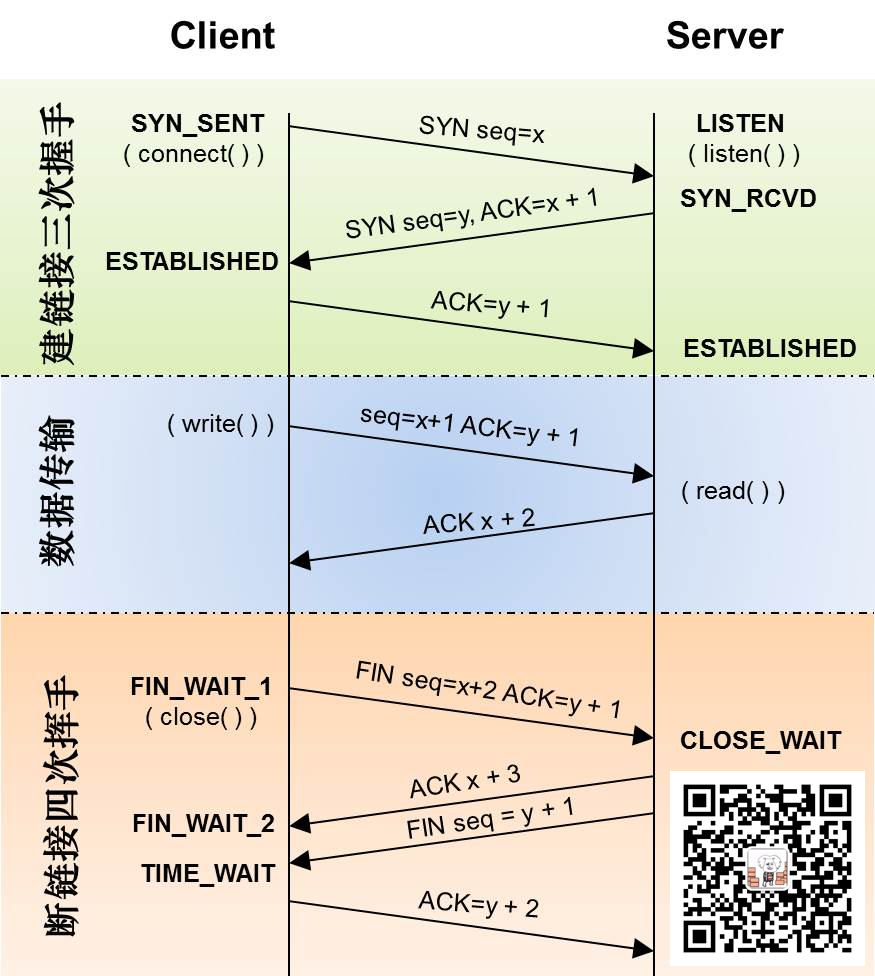 Client
Server
建链接三次握手
SYN_SENT
( connect( ) )
SYN seq=x
LISTEN
( listen( ) )
SYN_RCVD
SYN seq=y, ACK=x + 1
ESTABLISHED
ACK=y + 1
ESTABLISHED
数据传输
( write( ) )
seq=x+1 ACK=y + 1
( read( ) )
ACK x + 2
断链接四次挥手
FIN_WAIT_1
( close( ) )
FIN seq=x+2 ACK=y + 1
CLOSE_WAIT
ACK x + 3
FIN_WAIT_2
FIN seq = y + 1
TIME_WAIT
ACK=y + 2